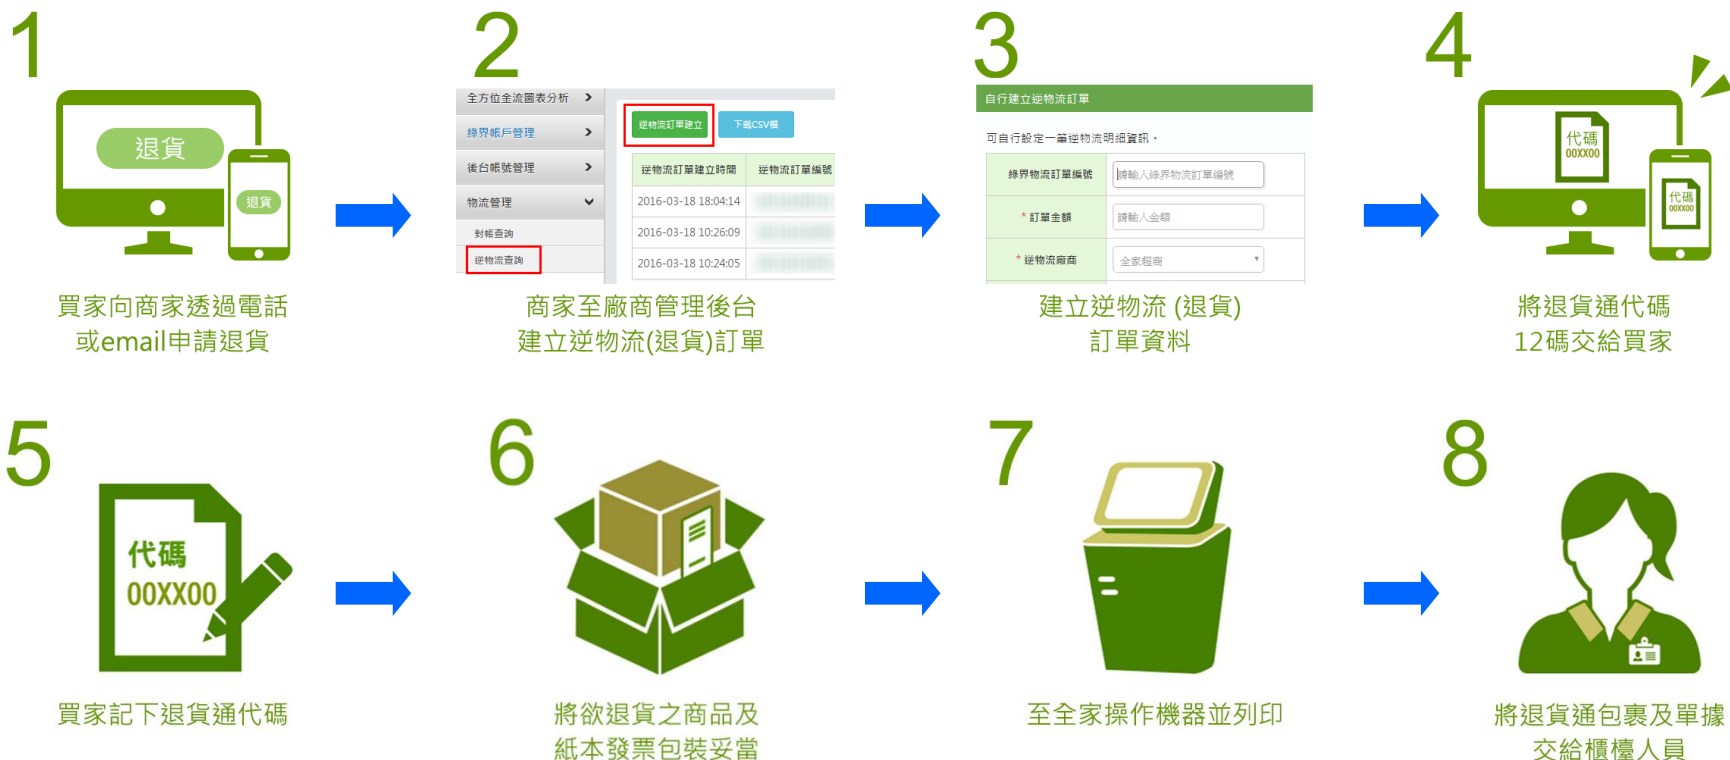 1
退貨
退貨
買家向商家透過電話
或email申請退貨
2
全方位金流圖表分析
綠界帳戶管理
後台帳號管理
物流管理
對帳查詢
逆物流查詢
逆物流訂單建立
下載CSV檔
逆物流訂單建立時間 逆物流訂單編號
2016-03-18 18:04:14
2016-03-18 10:26:09
2016-03-18 10:24:05
商家至廠商管理後台
建立逆物流(退貨)訂單
3
自行建立逆物流訂單
可自行設定一筆逆物流明細資訊。
綠界物流訂單編號 請輸入綠界物流訂單編號
* 訂單金額 請輸入金額
* 逆物流廠商 全家超商
建立逆物流 (退貨)
訂單資料
4
代碼
00XX00
代碼
00XX00
將退貨通代碼
12碼交給買家
5
代碼
00XX00
買家記下退貨通代碼
6
將欲退貨之商品及
紙本發票包裝妥當
7
至全家操作機器並列印
8
將退貨通包裹及單據
交給櫃檯人員